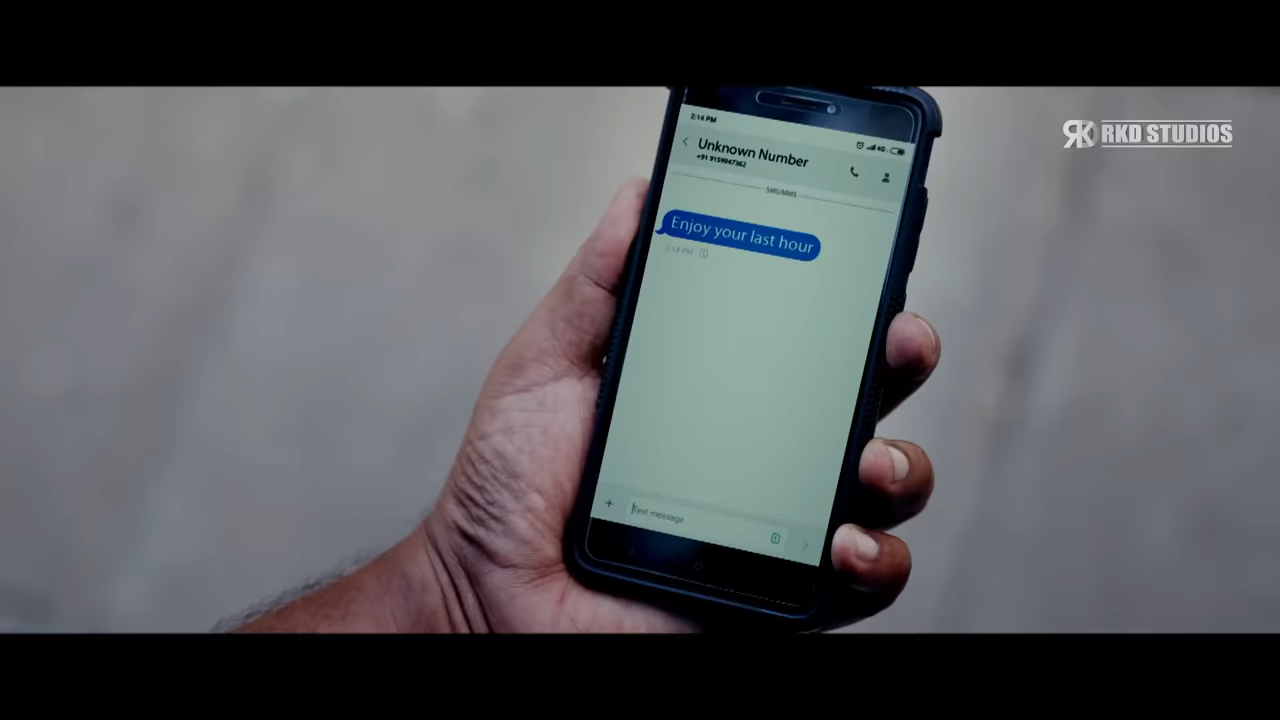 RKD STUDIOS
2:14 PM
4G
Unknown Number
+91 9159947362
SMS/MMS
Enjoy your last hour
2:14 PM
Text message